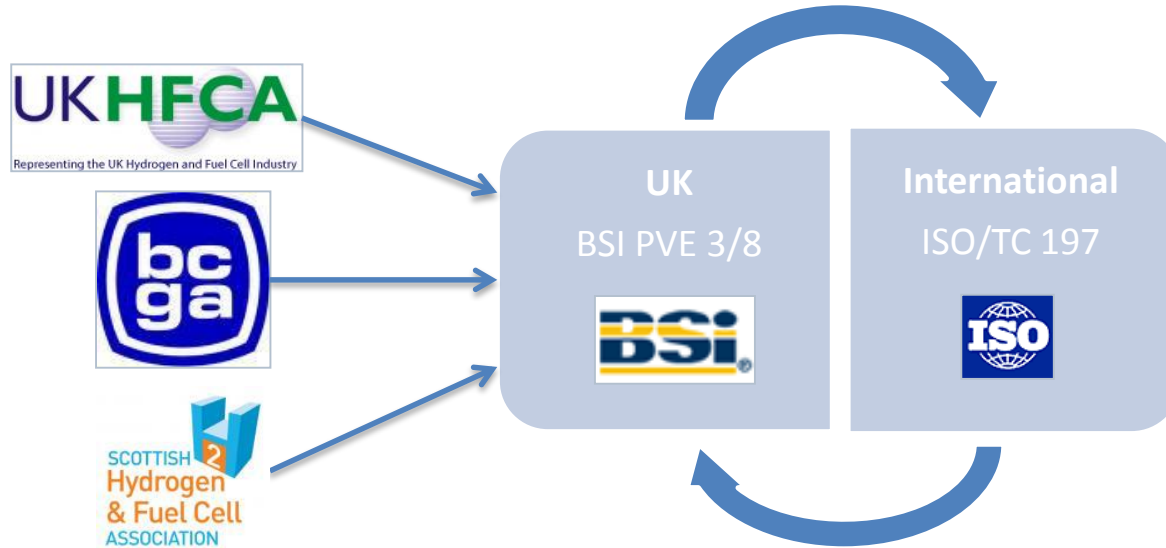 UKHFCA
Representing the UK Hydrogen and Fuel Cell Industry
bc
ga
SCOTTISH
H2
Hydrogen
& Fuel Cell
ASSOCIATION
UK
BSI PVE 3/8
BSi®
International
ISO/TC 197
ISO